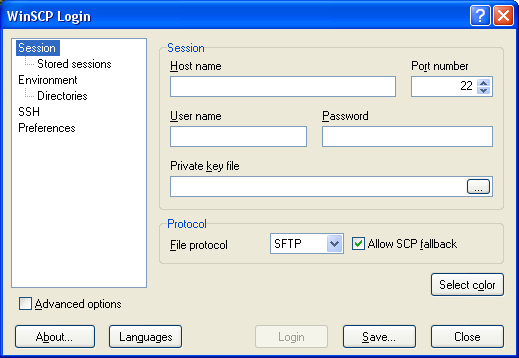 WinSCP Login
Session
Stored sessions
Environment
Directories
SSH
Preferences
Advanced options
Session
Host name
Port number
22
User name
Password
Private key file
...
Protocol
File protocol
SFTP
Allow SCP fallback
Select color
About...
Languages
Login
Save...
Close